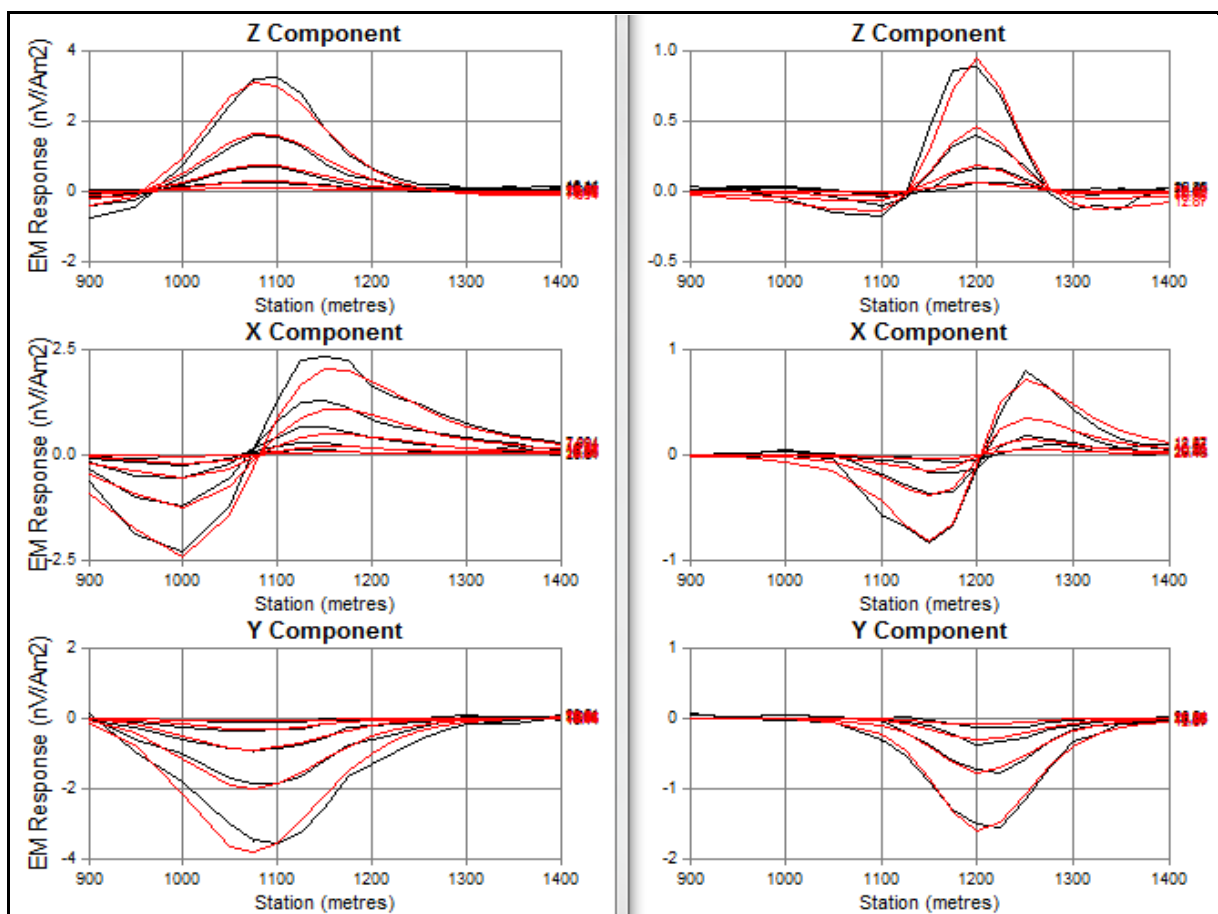 Z Component
EM Response (nV/Am2)
4
2
0
-2
900 1000 1100 1200 1300 1400
Station (metres)
Z Component
1.0
0.5
0.0
-0.5
12.87
900 1000 1100 1200 1300 1400
Station (metres)
X Component
EM Response (nV/Am2)
2.5
0.0
-2.5
900 1000 1100 1200 1300 1400
Station (metres)
X Component
1
0
-1
900 1000 1100 1200 1300 1400
Station (metres)
Y Component
EM Response (nV/Am2)
2
0
-2
-4
900 1000 1100 1200 1300 1400
Station (metres)
Y Component
1
0
-1
-2
900 1000 1100 1200 1300 1400
Station (metres)